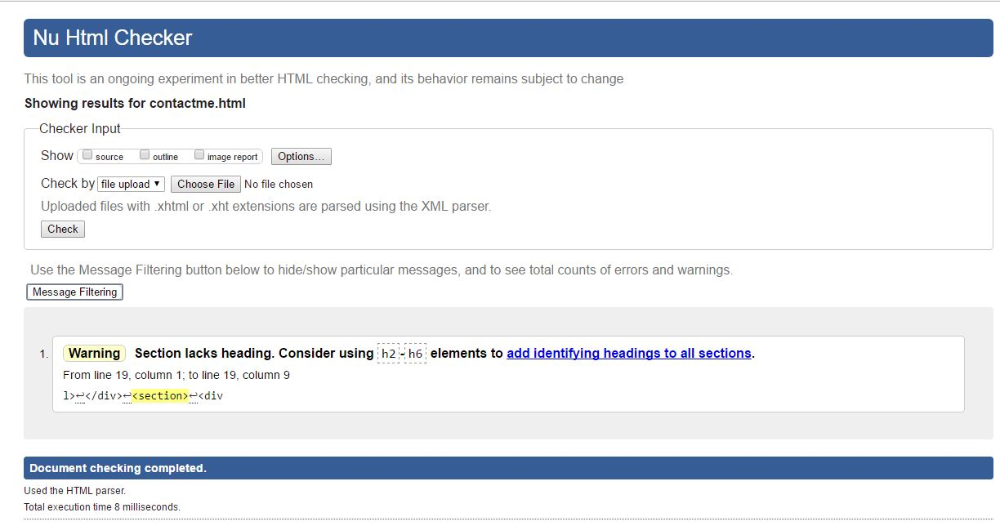 Nu Html Checker
This tool is an ongoing experiment in better HTML checking, and its behavior remains subject to change
Showing results for contactme.html
Checker Input
Show source outline image report Options...
Check by file upload ▼ Choose File No file chosen
Uploaded files with .xhtml or .xht extensions are parsed using the XML parser.
Check
Use the Message Filtering button below to hide/show particular messages, and to see total counts of errors and warnings.
Message Filtering
1. Warning Section lacks heading. Consider using h2-h6 elements to add identifying headings to all sections.
From line 19, column 1; to line 19, column 9
l>↩</div>↩<section>↩<div
Document checking completed.
Used the HTML parser.
Total execution time 8 milliseconds.